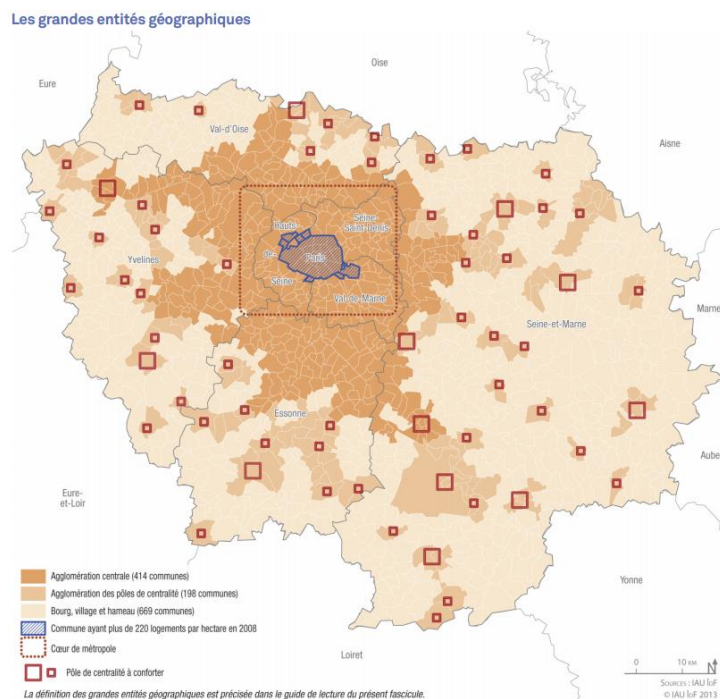 Les grandes entités géographiques
Oise
Eure
Val-d'Oise
Aisne
Hauts
Seine-
Saint-Denis
de-
Paris
Yvelines
Seine
Val-de-Marne
Marne
Seine-et-Marne
Essonne
Aube
Eure-
et-Loir
Yonne
Loiret
Agglomération centrale (414 communes)
Agglomération des pôles de centralité (198 communes)
Bourg, village et hameau (669 communes)
Commune ayant plus de 220 logements par hectare en 2008
Cœur de métropole
Pôle de centralité à conforter
0 10 KM
N
SOURCES : IAU îdF
© IAU îdF 2013
La définition des grandes entités géographiques est précisée dans le guide de lecture du présent fascicule.